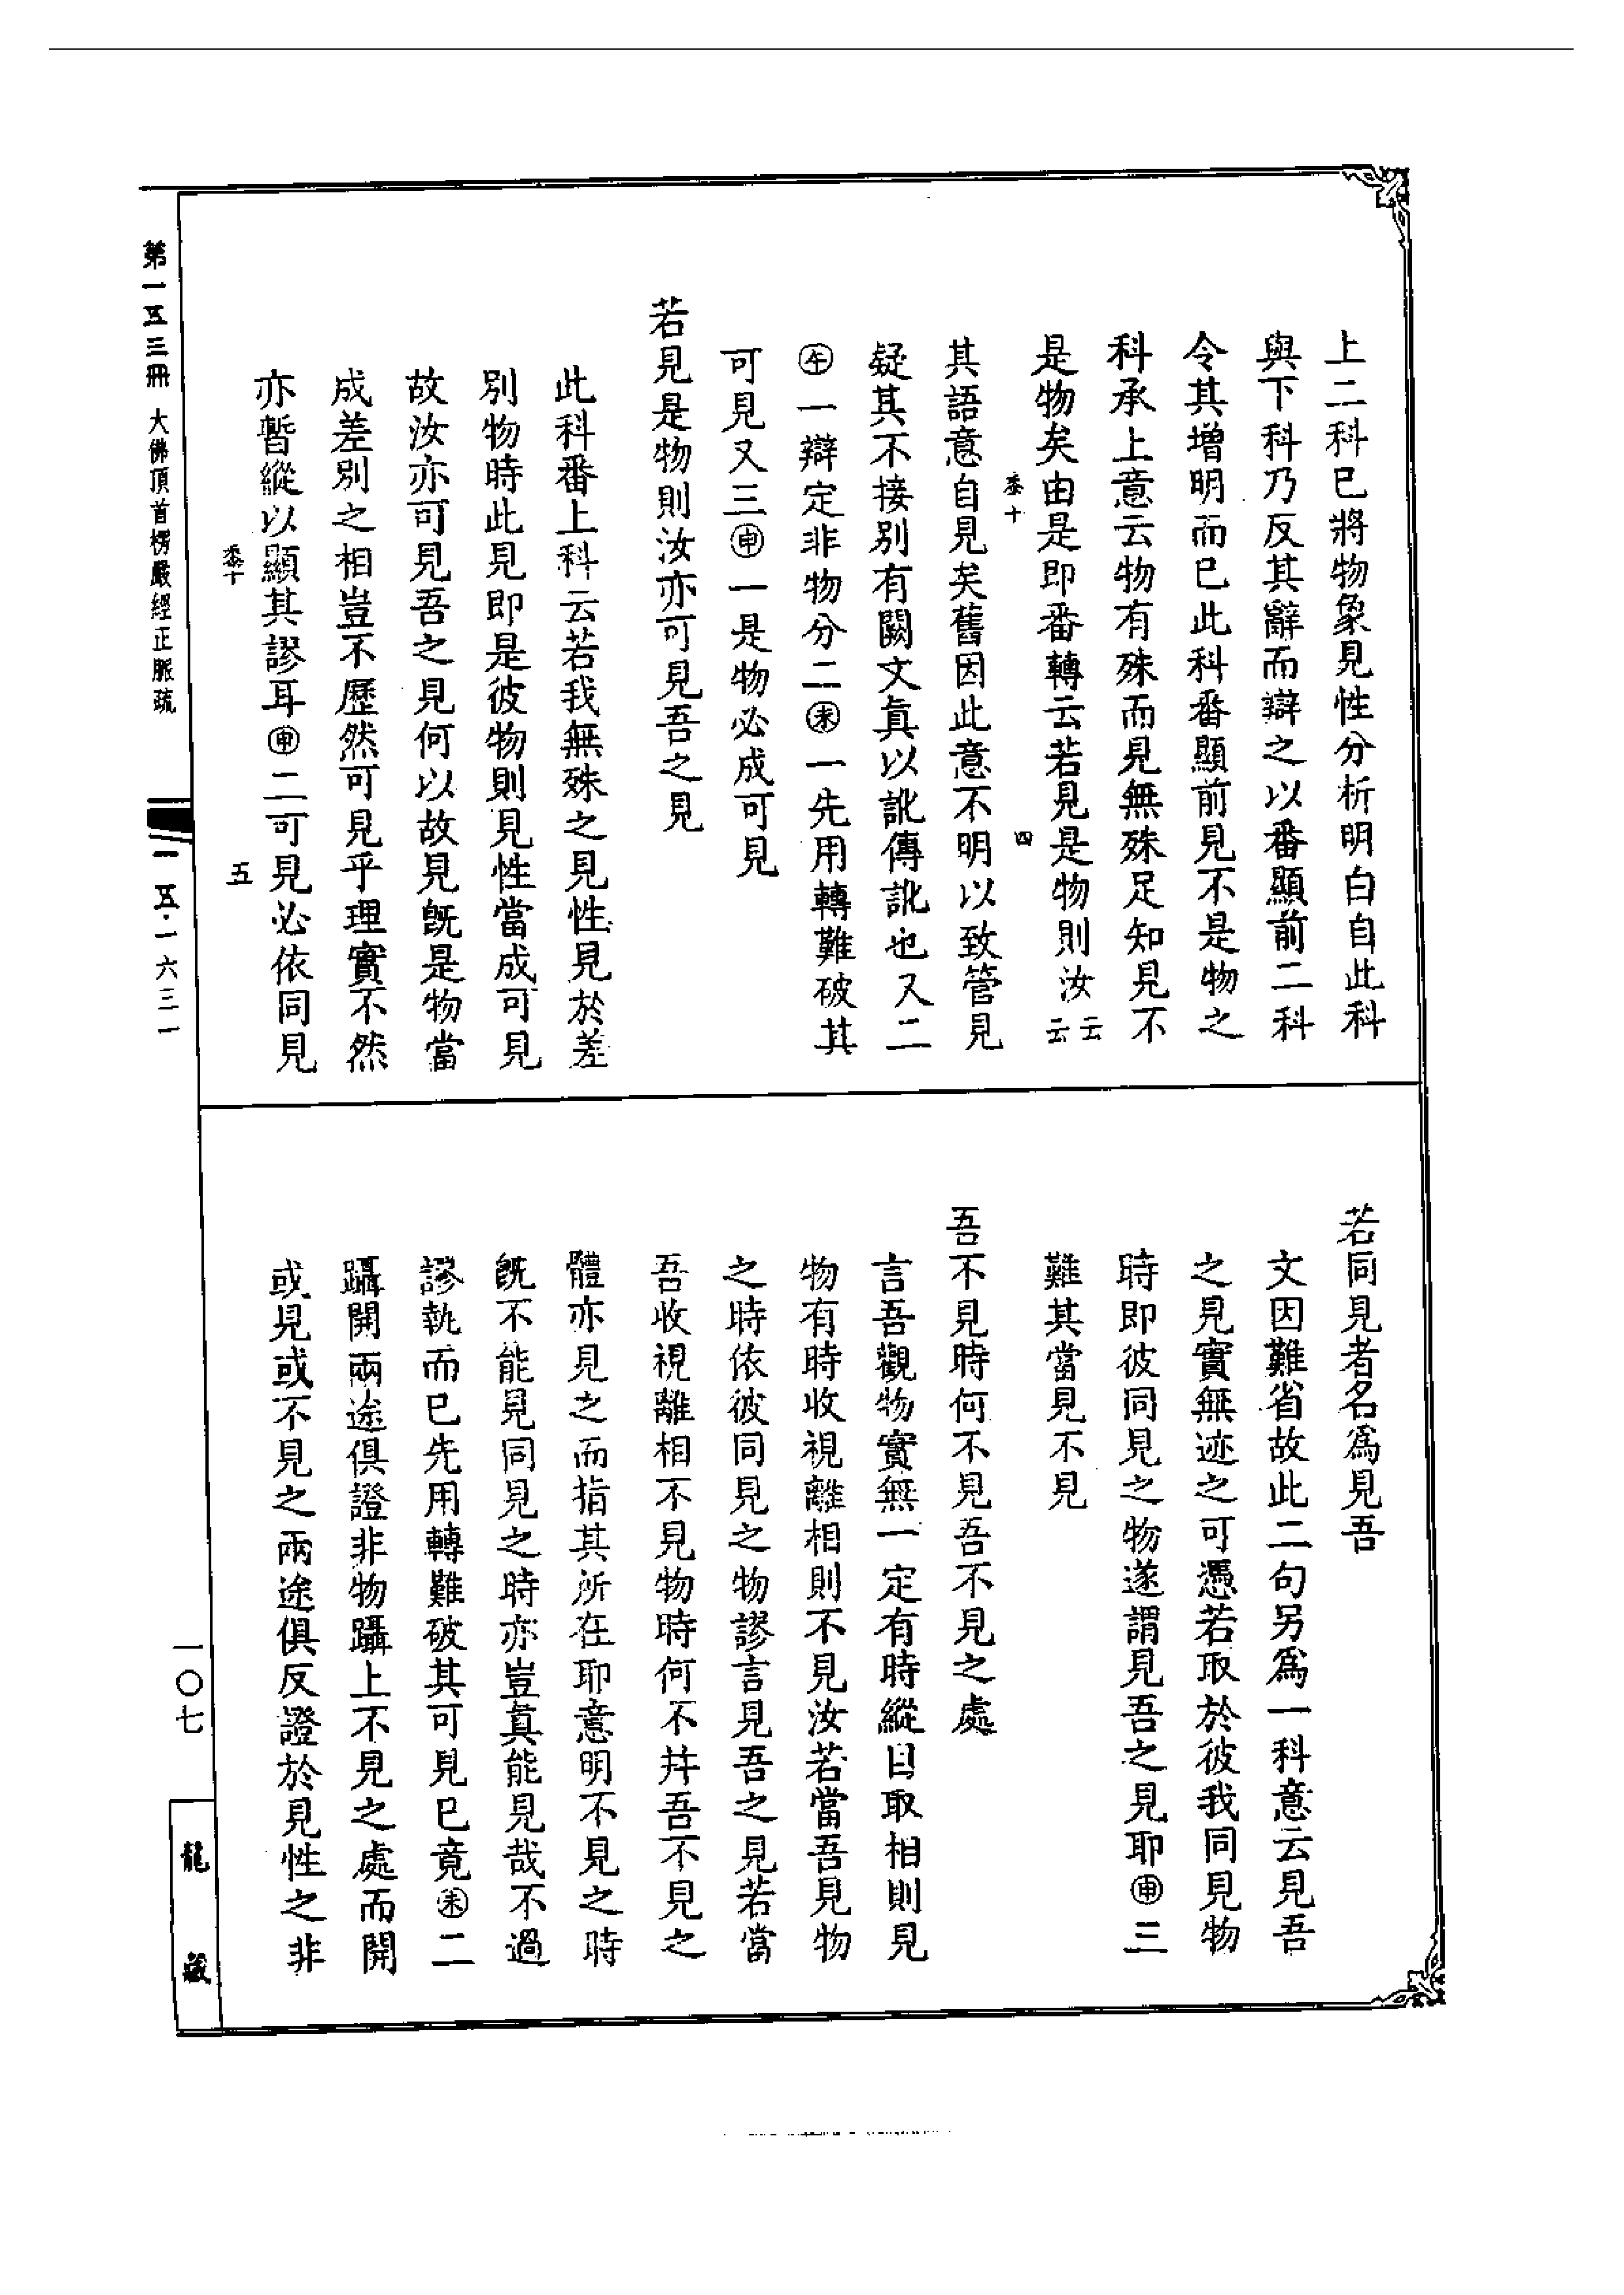 上二科已將物象見性分析明白自此科
與下科乃反其辭而辯之以番顯前二科
令其增明而已此科番顯前見不是物之
科承上意云物有殊而見無殊足知見不
是物矣由是即番轉云若見是物則汝云云
黍十 四
其語意自見矣舊因此意不明以致管見
疑其不接別有闕文真以訛傳訛也又二
㊍午一辯定非物分二㊍未一先用轉難破其
可見又三㊍申一是物必成可見
若見是物則汝亦可見吾之見
此科番上科云若我無殊之見性見於差
別物時此見即是彼物則見性當成可見
故汝亦可見吾之見何以故見旣是物當
成差別之相豈不歷然可見乎理實不然
亦暫縱以顯其謬耳申二可見必依同見
黍十 五
若同見者名為見吾
文因難省故此二句另為一科意云見吾
之見實無迹之可憑若取於彼我同見物
時即彼同見之物遂謂見吾之見耶申三
難其當見不見
吾不見時何不見吾不見之處
言吾觀物實無一定有時縱目取相則見
物有時收視離相則不見汝若當吾見物
之時依彼同見之物謬言見吾之見若當
吾收視離相不見物時何不并吾不見之
體亦見之而指其所在耶意明不見之時
旣不能見同見之時亦豈真能見哉不過
謬執而已先用轉難破其可見已竟未二
躡開兩途俱證非物躡上不見之處而開
或見或不見之兩途俱反證於見性之非
第一五三冊 大佛頂首楞嚴經正脈疏
一五·一六三一
一〇七
龍藏